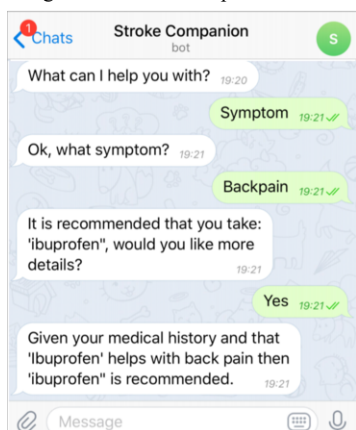 1
Chats
Stroke Companion
bot
S
What can I help you with? 19:20
Symptom 19:21
Ok, what symptom? 19:21
Backpain 19:21
It is recommended that you take:
'ibuprofen", would you like more
details?
19:21
Yes 19:21
Given your medical history and that
'Ibuprofen' helps with back pain then
'ibuprofen" is recommended. 19:21
Message